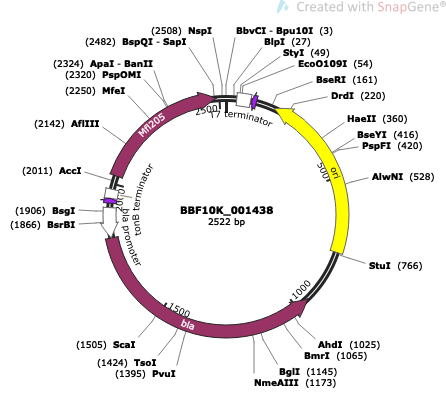 Created with SnapGene®
(2508) NspI
BbvCI - Bpu10I (3)
(2482) BspQI - SapI
BlpI (27)
StyI (49)
EcoO109I (54)
(2324) ApaI - BanII
(2320) PspOMI
(2250) MfeI
BseRI (161)
DrdI (220)
2500
T7 terminator
Mfl205
(2142) AflIII
HaeII (360)
BseYI (416)
PspFI (420)
ori
500
AlwNI (528)
(2011) AccI
tonB terminator
bla promoter
(1906) BsgI
(1866) BsrBI
BBF10K_001438
2522 bp
StuI (766)
1000
1500
bla
(1505) ScaI
(1424) TsoI
(1395) PvuI
AhdI (1025)
BmrI (1065)
BglI (1145)
NmeAIII (1173)